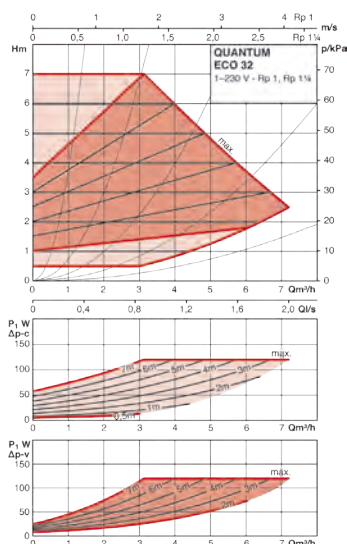 0 1 2 3 4 Rp 1
m/s
0 0,5 1,0 1,5 2,0 2,5 Rp 1¼
Hm p/kPa
QUANTUM
ECO 32
1~230 V - Rp 1, Rp 1¼
7 70
6 60
5 50
max.
4 40
3 30
2 20
1 10
0 0
0 1 2 3 4 5 6 7 Qm³/h
0 0,4 0,8 1,2 1,6 2,0 Ql/s
P₁ W
Δp-c
150
max.
100
7m 6m 5m 4m 3m
50
2m
1m
0,5m
0
0 1 2 3 4 5 6 7 Qm³/h
P₁ W
Δp-v
150
max.
100
7m 6m 5m 4m 3m
50
2m
0
0 1 2 3 4 5 6 7 Qm³/h